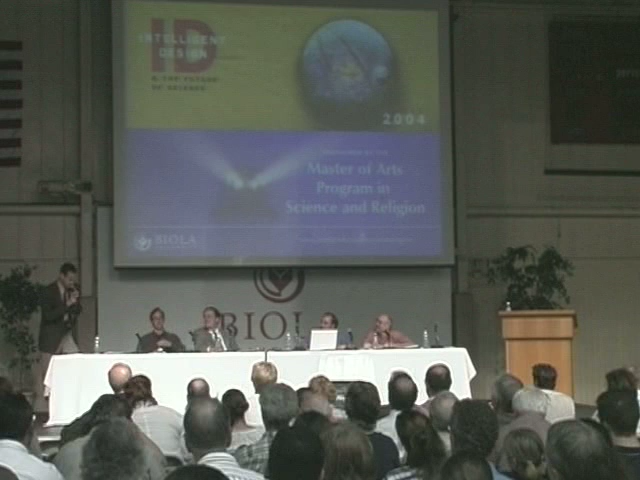 INTELLIGENT
DESIGN
ID
& THE FUTURE
OF SCIENCE
2004
Master of Arts
Program in
Science and Religion
BIOLA
BIOL